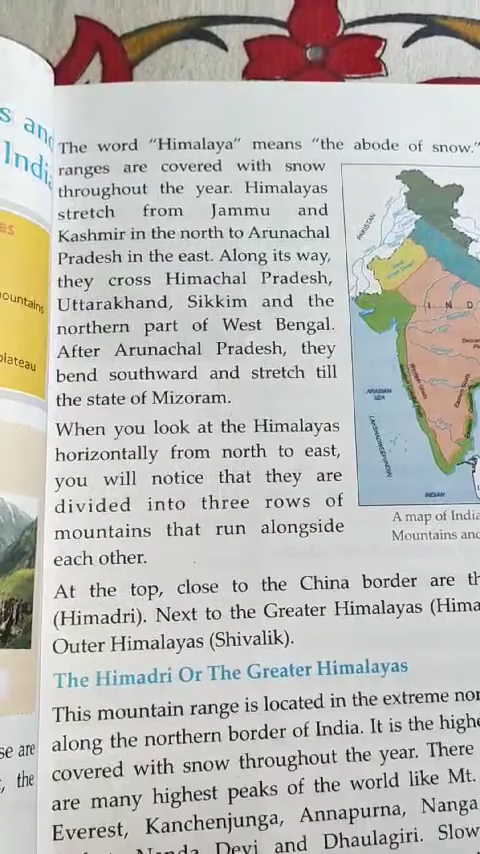 s and
Indi
es
mountains
plateau
se are
, the
The word "Himalaya" means "the abode of snow."
ranges are covered with snow
throughout the year. Himalayas
stretch from Jammu and
Kashmir in the north to Arunachal
Pradesh in the east. Along its way,
they cross Himachal Pradesh,
Uttarakhand, Sikkim and the
northern part of West Bengal.
After Arunachal Pradesh, they
bend southward and stretch till
the state of Mizoram.
When you look at the Himalayas
horizontally from north to east,
you will notice that they are
divided into three rows of
mountains that run alongside
each other.
PAKISTAN
I N D
ARABIAN
SEA
INDIAN
A map of India
Mountains and
At the top, close to the China border are th
(Himadri). Next to the Greater Himalayas (Hima
Outer Himalayas (Shivalik).
The Himadri Or The Greater Himalayas
This mountain range is located in the extreme nor
along the northern border of India. It is the highe
covered with snow throughout the year. There
are many highest peaks of the world like Mt.
Everest, Kanchenjunga, Annapurna, Nanga
Nanda Devi and Dhaulagiri. Slow